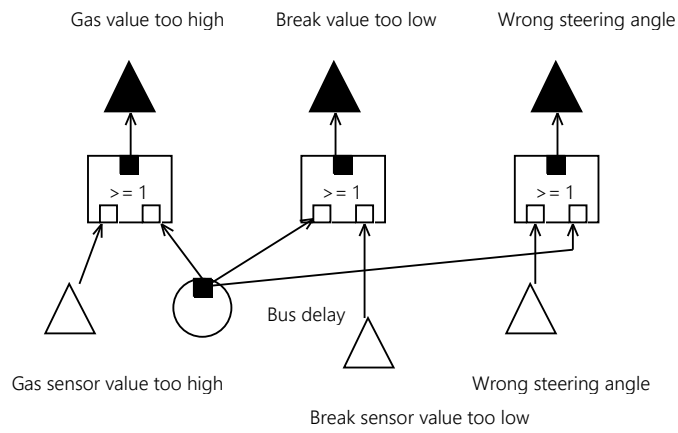 Gas value too high
Break value too low
Wrong steering angle
>= 1
>= 1
>= 1
Bus delay
Gas sensor value too high
Wrong steering angle
Break sensor value too low